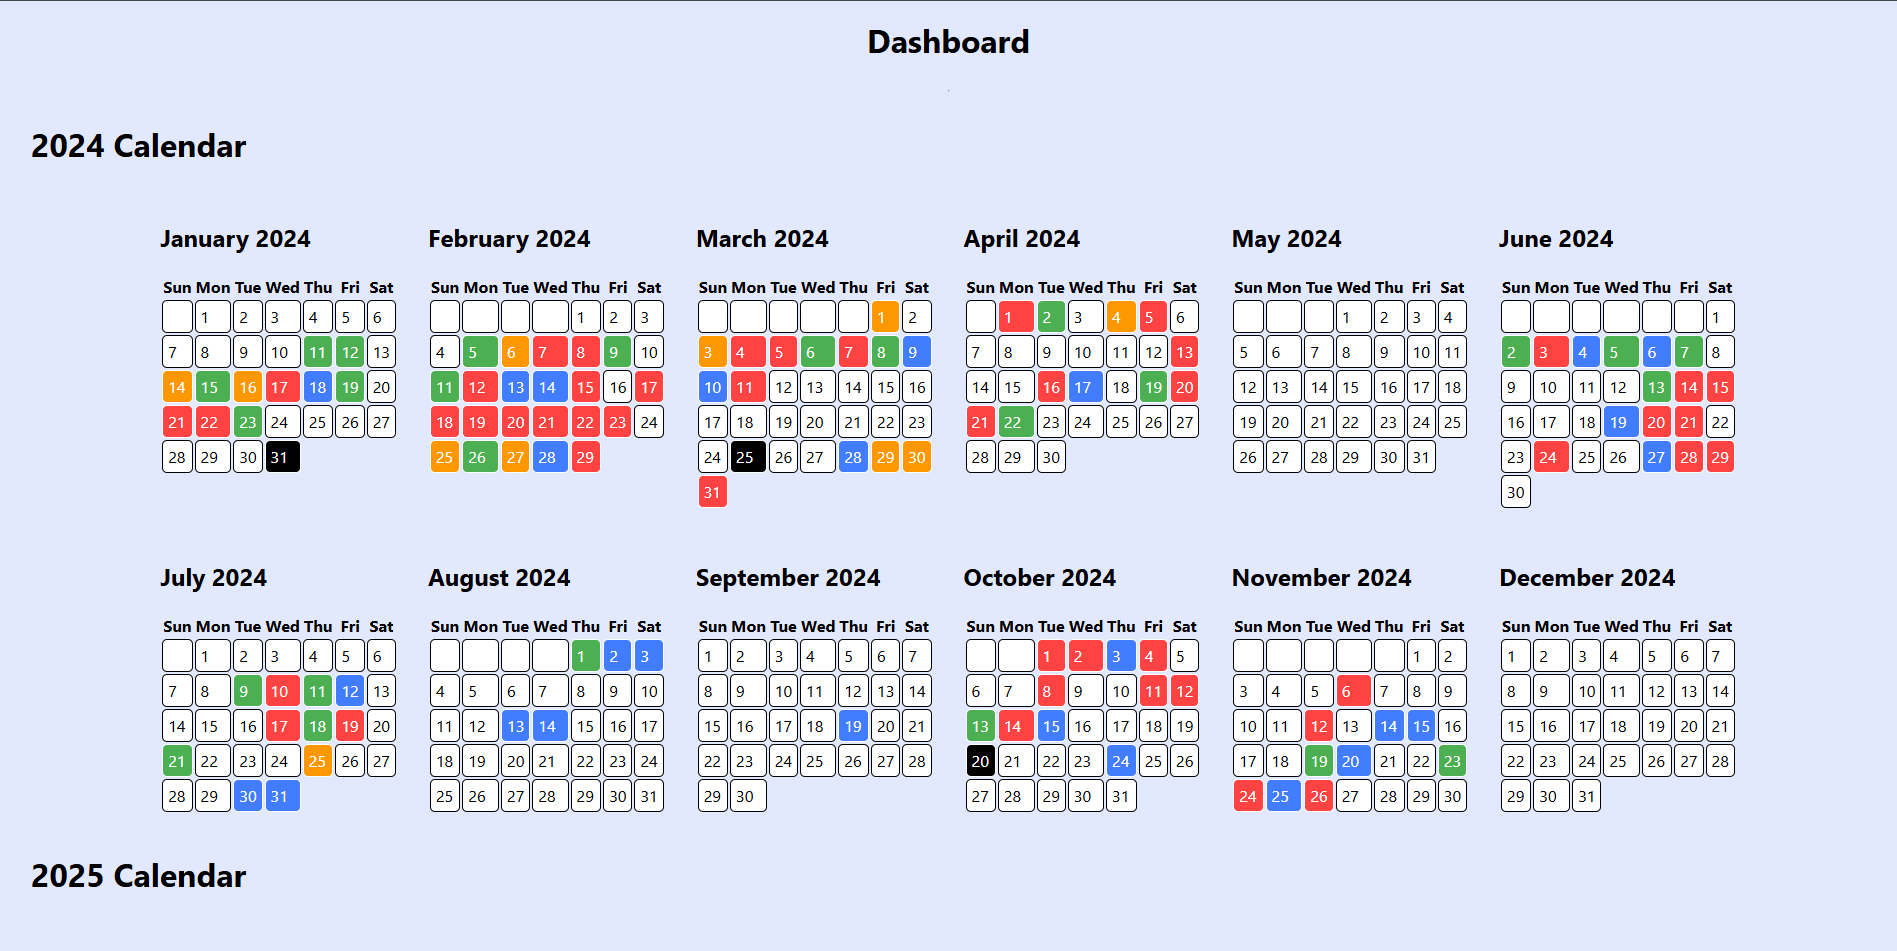 Dashboard
2024 Calendar
January 2024
Sun Mon Tue Wed Thu Fri Sat
1 2 3 4 5 6
7 8 9 10 11 12 13
14 15 16 17 18 19 20
21 22 23 24 25 26 27
28 29 30 31
February 2024
Sun Mon Tue Wed Thu Fri Sat
1 2 3
4 5 6 7 8 9 10
11 12 13 14 15 16 17
18 19 20 21 22 23 24
25 26 27 28 29
March 2024
Sun Mon Tue Wed Thu Fri Sat
1 2
3 4 5 6 7 8 9
10 11 12 13 14 15 16
17 18 19 20 21 22 23
24 25 26 27 28 29 30
31
April 2024
Sun Mon Tue Wed Thu Fri Sat
1 2 3 4 5 6
7 8 9 10 11 12 13
14 15 16 17 18 19 20
21 22 23 24 25 26 27
28 29 30
May 2024
Sun Mon Tue Wed Thu Fri Sat
1 2 3 4
5 6 7 8 9 10 11
12 13 14 15 16 17 18
19 20 21 22 23 24 25
26 27 28 29 30 31
June 2024
Sun Mon Tue Wed Thu Fri Sat
1
2 3 4 5 6 7 8
9 10 11 12 13 14 15
16 17 18 19 20 21 22
23 24 25 26 27 28 29
30
July 2024
Sun Mon Tue Wed Thu Fri Sat
1 2 3 4 5 6
7 8 9 10 11 12 13
14 15 16 17 18 19 20
21 22 23 24 25 26 27
28 29 30 31
August 2024
Sun Mon Tue Wed Thu Fri Sat
1 2 3
4 5 6 7 8 9 10
11 12 13 14 15 16 17
18 19 20 21 22 23 24
25 26 27 28 29 30 31
September 2024
Sun Mon Tue Wed Thu Fri Sat
1 2 3 4 5 6 7
8 9 10 11 12 13 14
15 16 17 18 19 20 21
22 23 24 25 26 27 28
29 30
October 2024
Sun Mon Tue Wed Thu Fri Sat
1 2 3 4 5
6 7 8 9 10 11 12
13 14 15 16 17 18 19
20 21 22 23 24 25 26
27 28 29 30 31
November 2024
Sun Mon Tue Wed Thu Fri Sat
1 2
3 4 5 6 7 8 9
10 11 12 13 14 15 16
17 18 19 20 21 22 23
24 25 26 27 28 29 30
December 2024
Sun Mon Tue Wed Thu Fri Sat
1 2 3 4 5 6 7
8 9 10 11 12 13 14
15 16 17 18 19 20 21
22 23 24 25 26 27 28
29 30 31
2025 Calendar